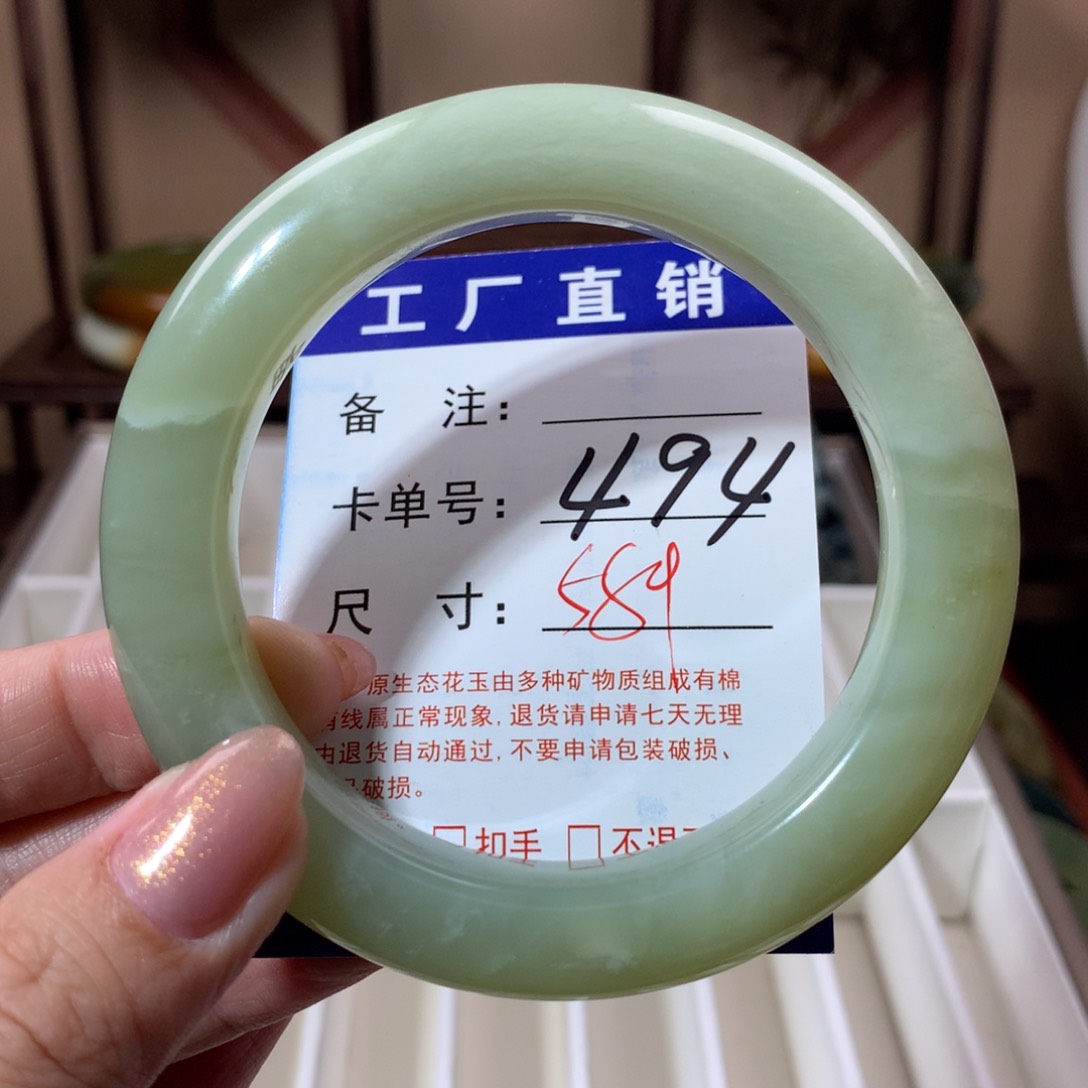 工厂直销
备 注：
卡单号：494
尺 寸：589
原生态花玉由多种矿物质组成有棉
有线属正常现象，退货请申请七天无理
由退货自动通过，不要申请包装破损、
破损。
□扣手 □不退